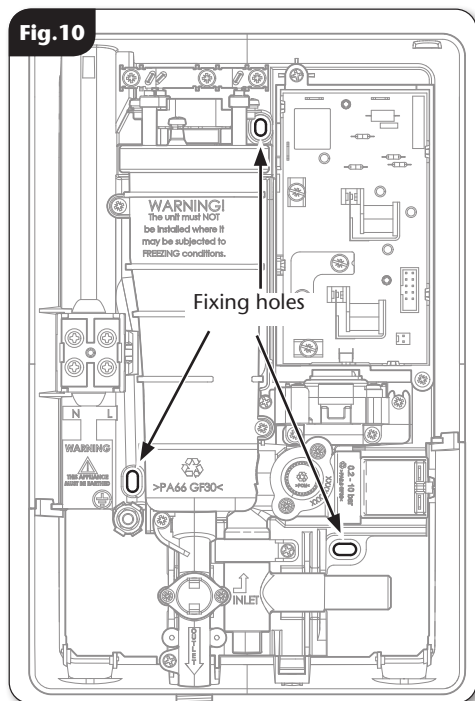 Fig.10
WARNING!
The unit must NOT
be installed where it
may be subjected to
FREEZING conditions.
Fixing holes
N L
WARNING
THIS APPLIANCE
MUST BE EARTHED
>PA66 GF30<
0.2 - 10 bar
INLET
OUTLET